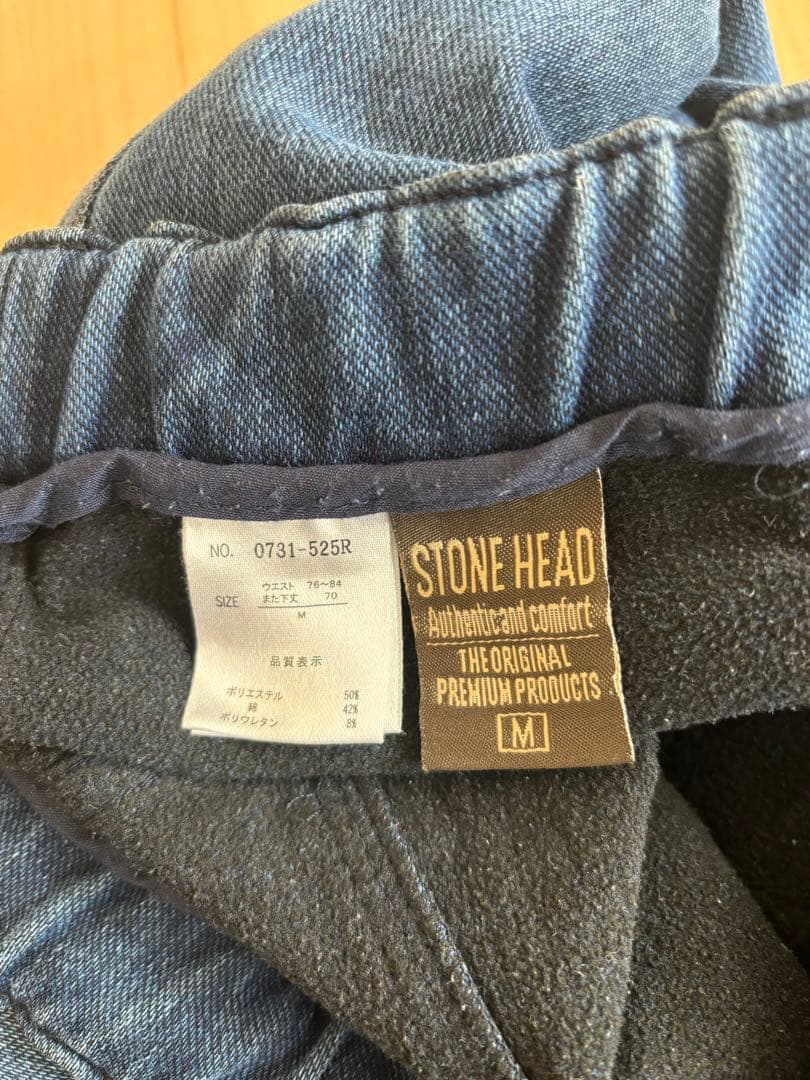 NO. 0731-525R
SIZE
ウエスト 76~84
また下丈 70
M
品質表示
ポリエステル 50%
綿 42%
ポリウレタン 8%
STONE HEAD
Authentic and comfort
THE ORIGINAL
PREMIUM PRODUCTS
M